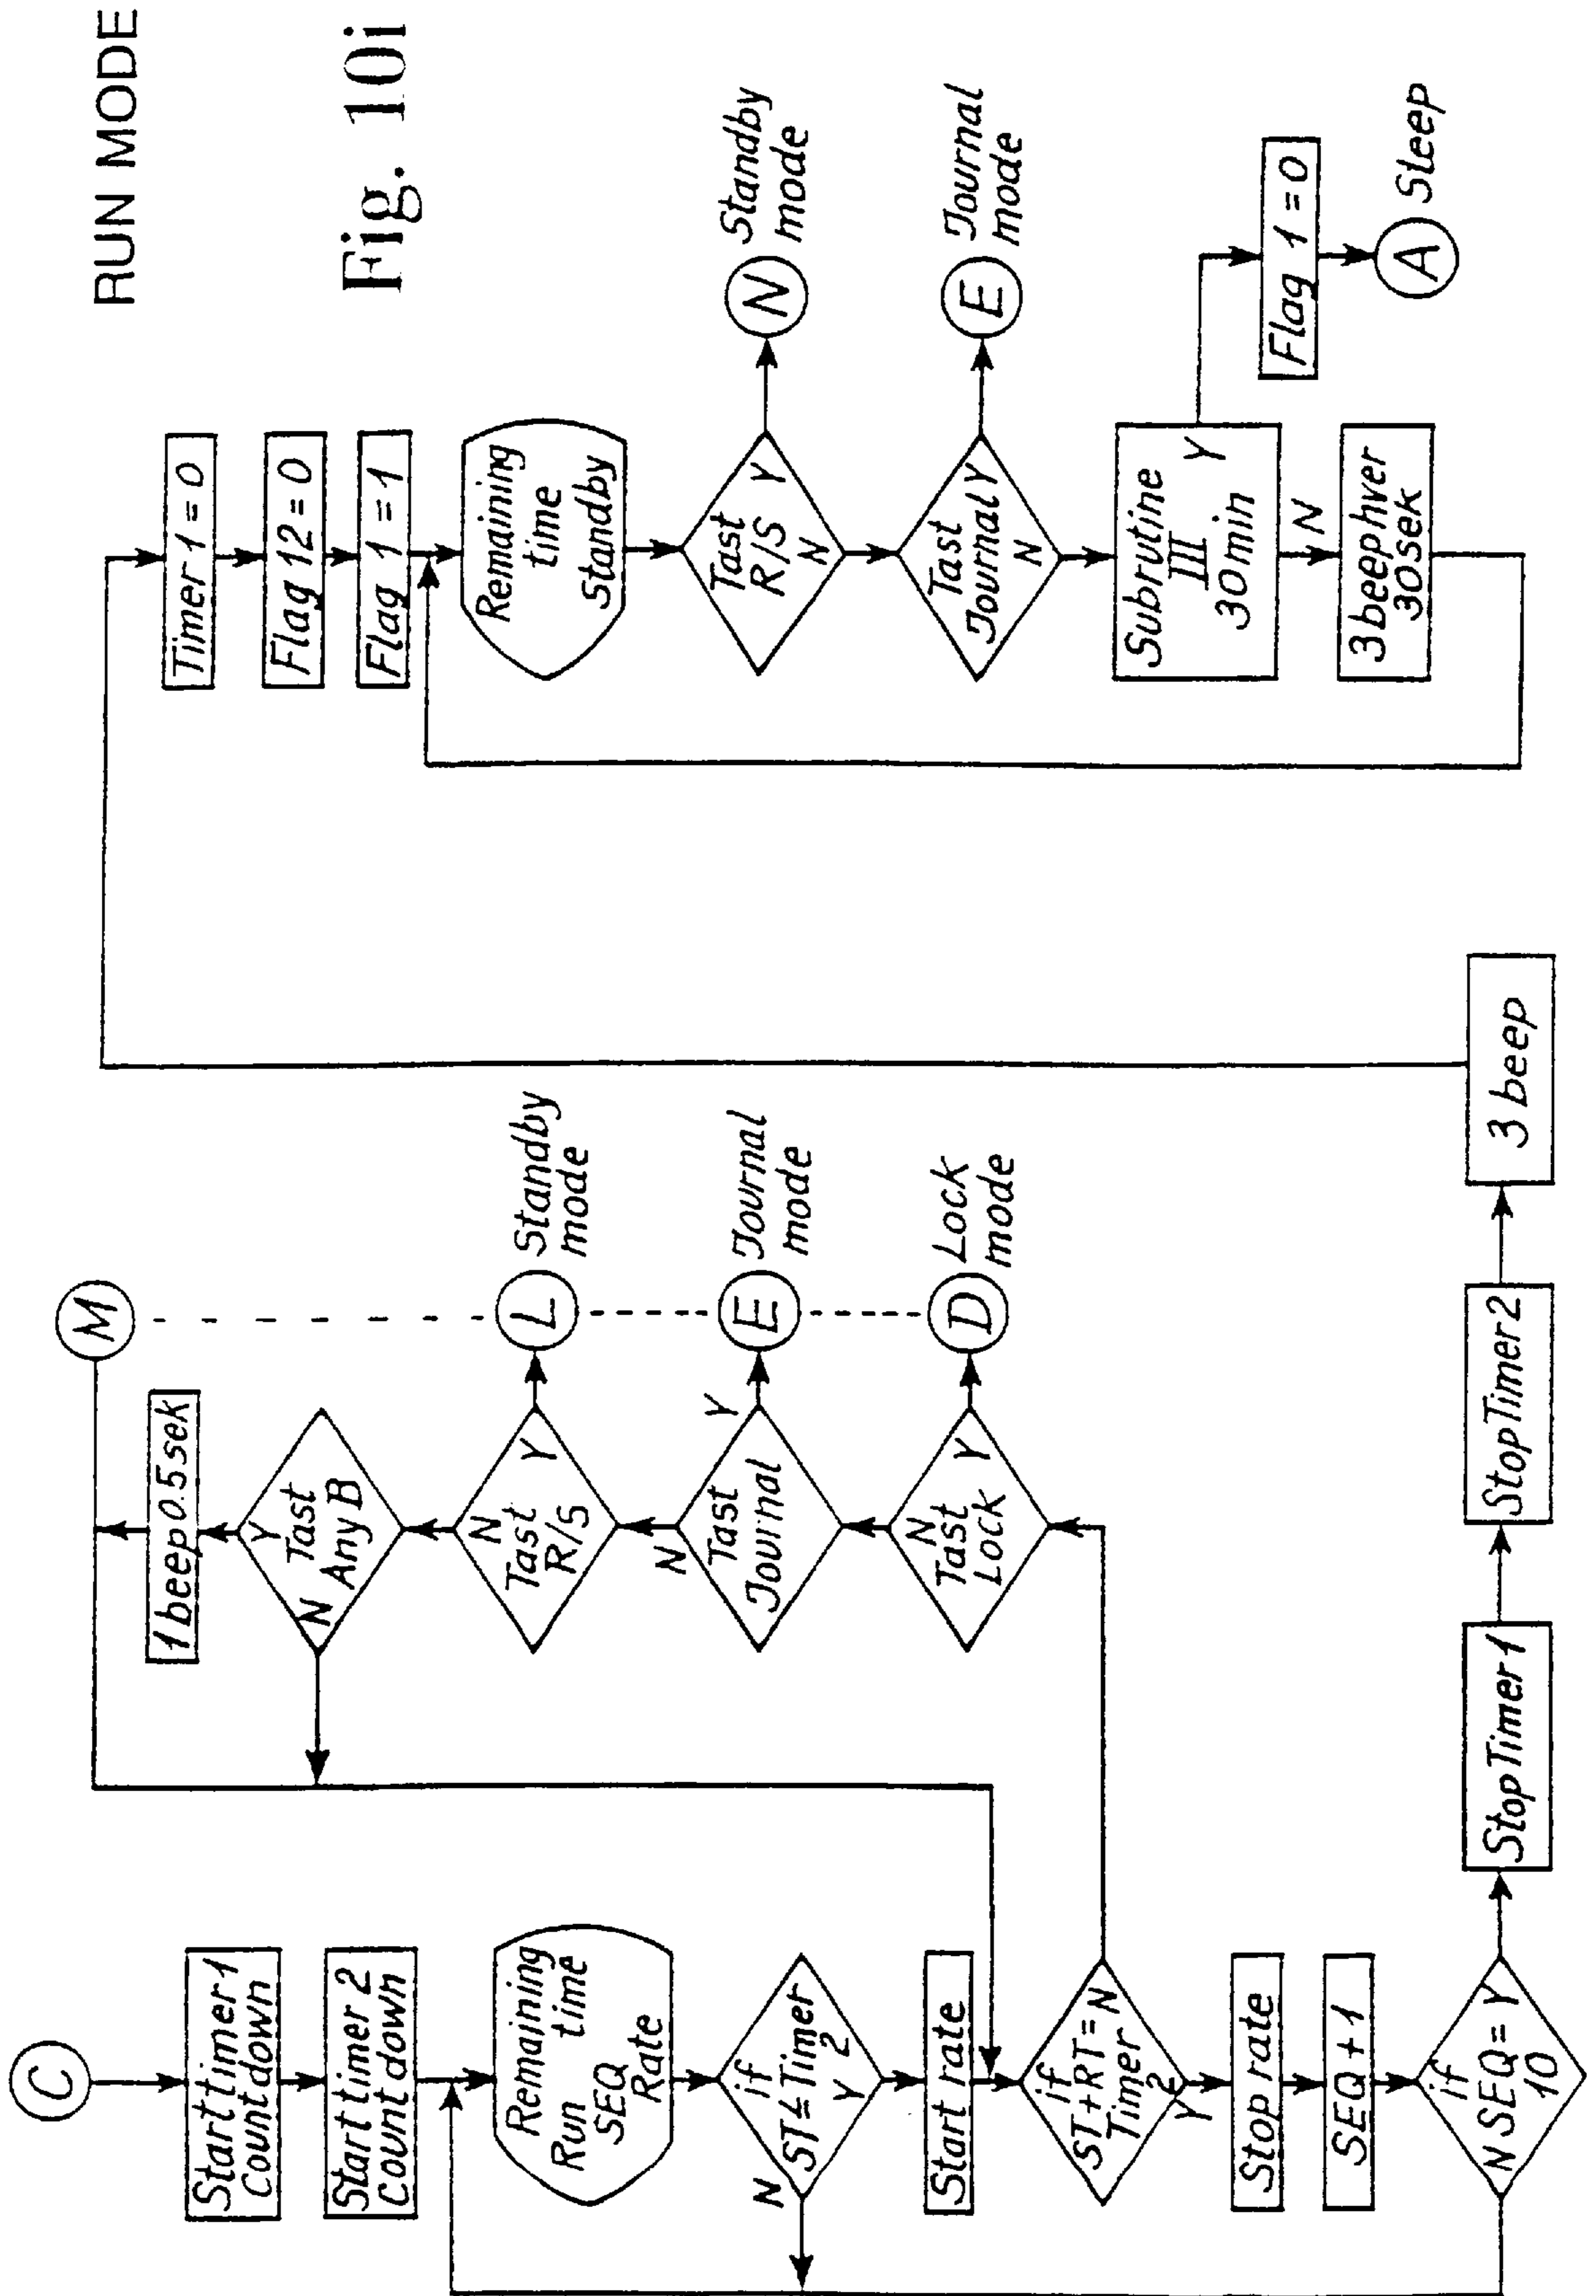 RUN MODE
Fig. 10i
C
Start timer 1
Count down
Start timer 2
Count down
Remaining
Run time
SEQ
Rate
if
ST ≤ Timer
2
Y
N
Start rate
if
ST + RT =
Timer
2
N
Y
Stop rate
SEQ + 1
if
SEQ =
10
N
Y
M
1 beep 0.5 sek
Y
Tast
Any B
N
N
Tast
R/S
Y
L
Standby
mode
N
Tast
Journal
Y
E
Journal
mode
N
Tast
Lock
Y
D
Lock
mode
Stop Timer 1
Stop Timer 2
3 beep
Timer 1 = 0
Flag 12 = 0
Flag 1 = 1
Remaining
time
Standby
Tast
R/S
Y
N
N
Standby
mode
Tast
Journal
Y
N
E
Journal
mode
Subrutine
III
30 min
Y
N
3 beep hver
30 sek
Flag 1 = 0
A
Sleep